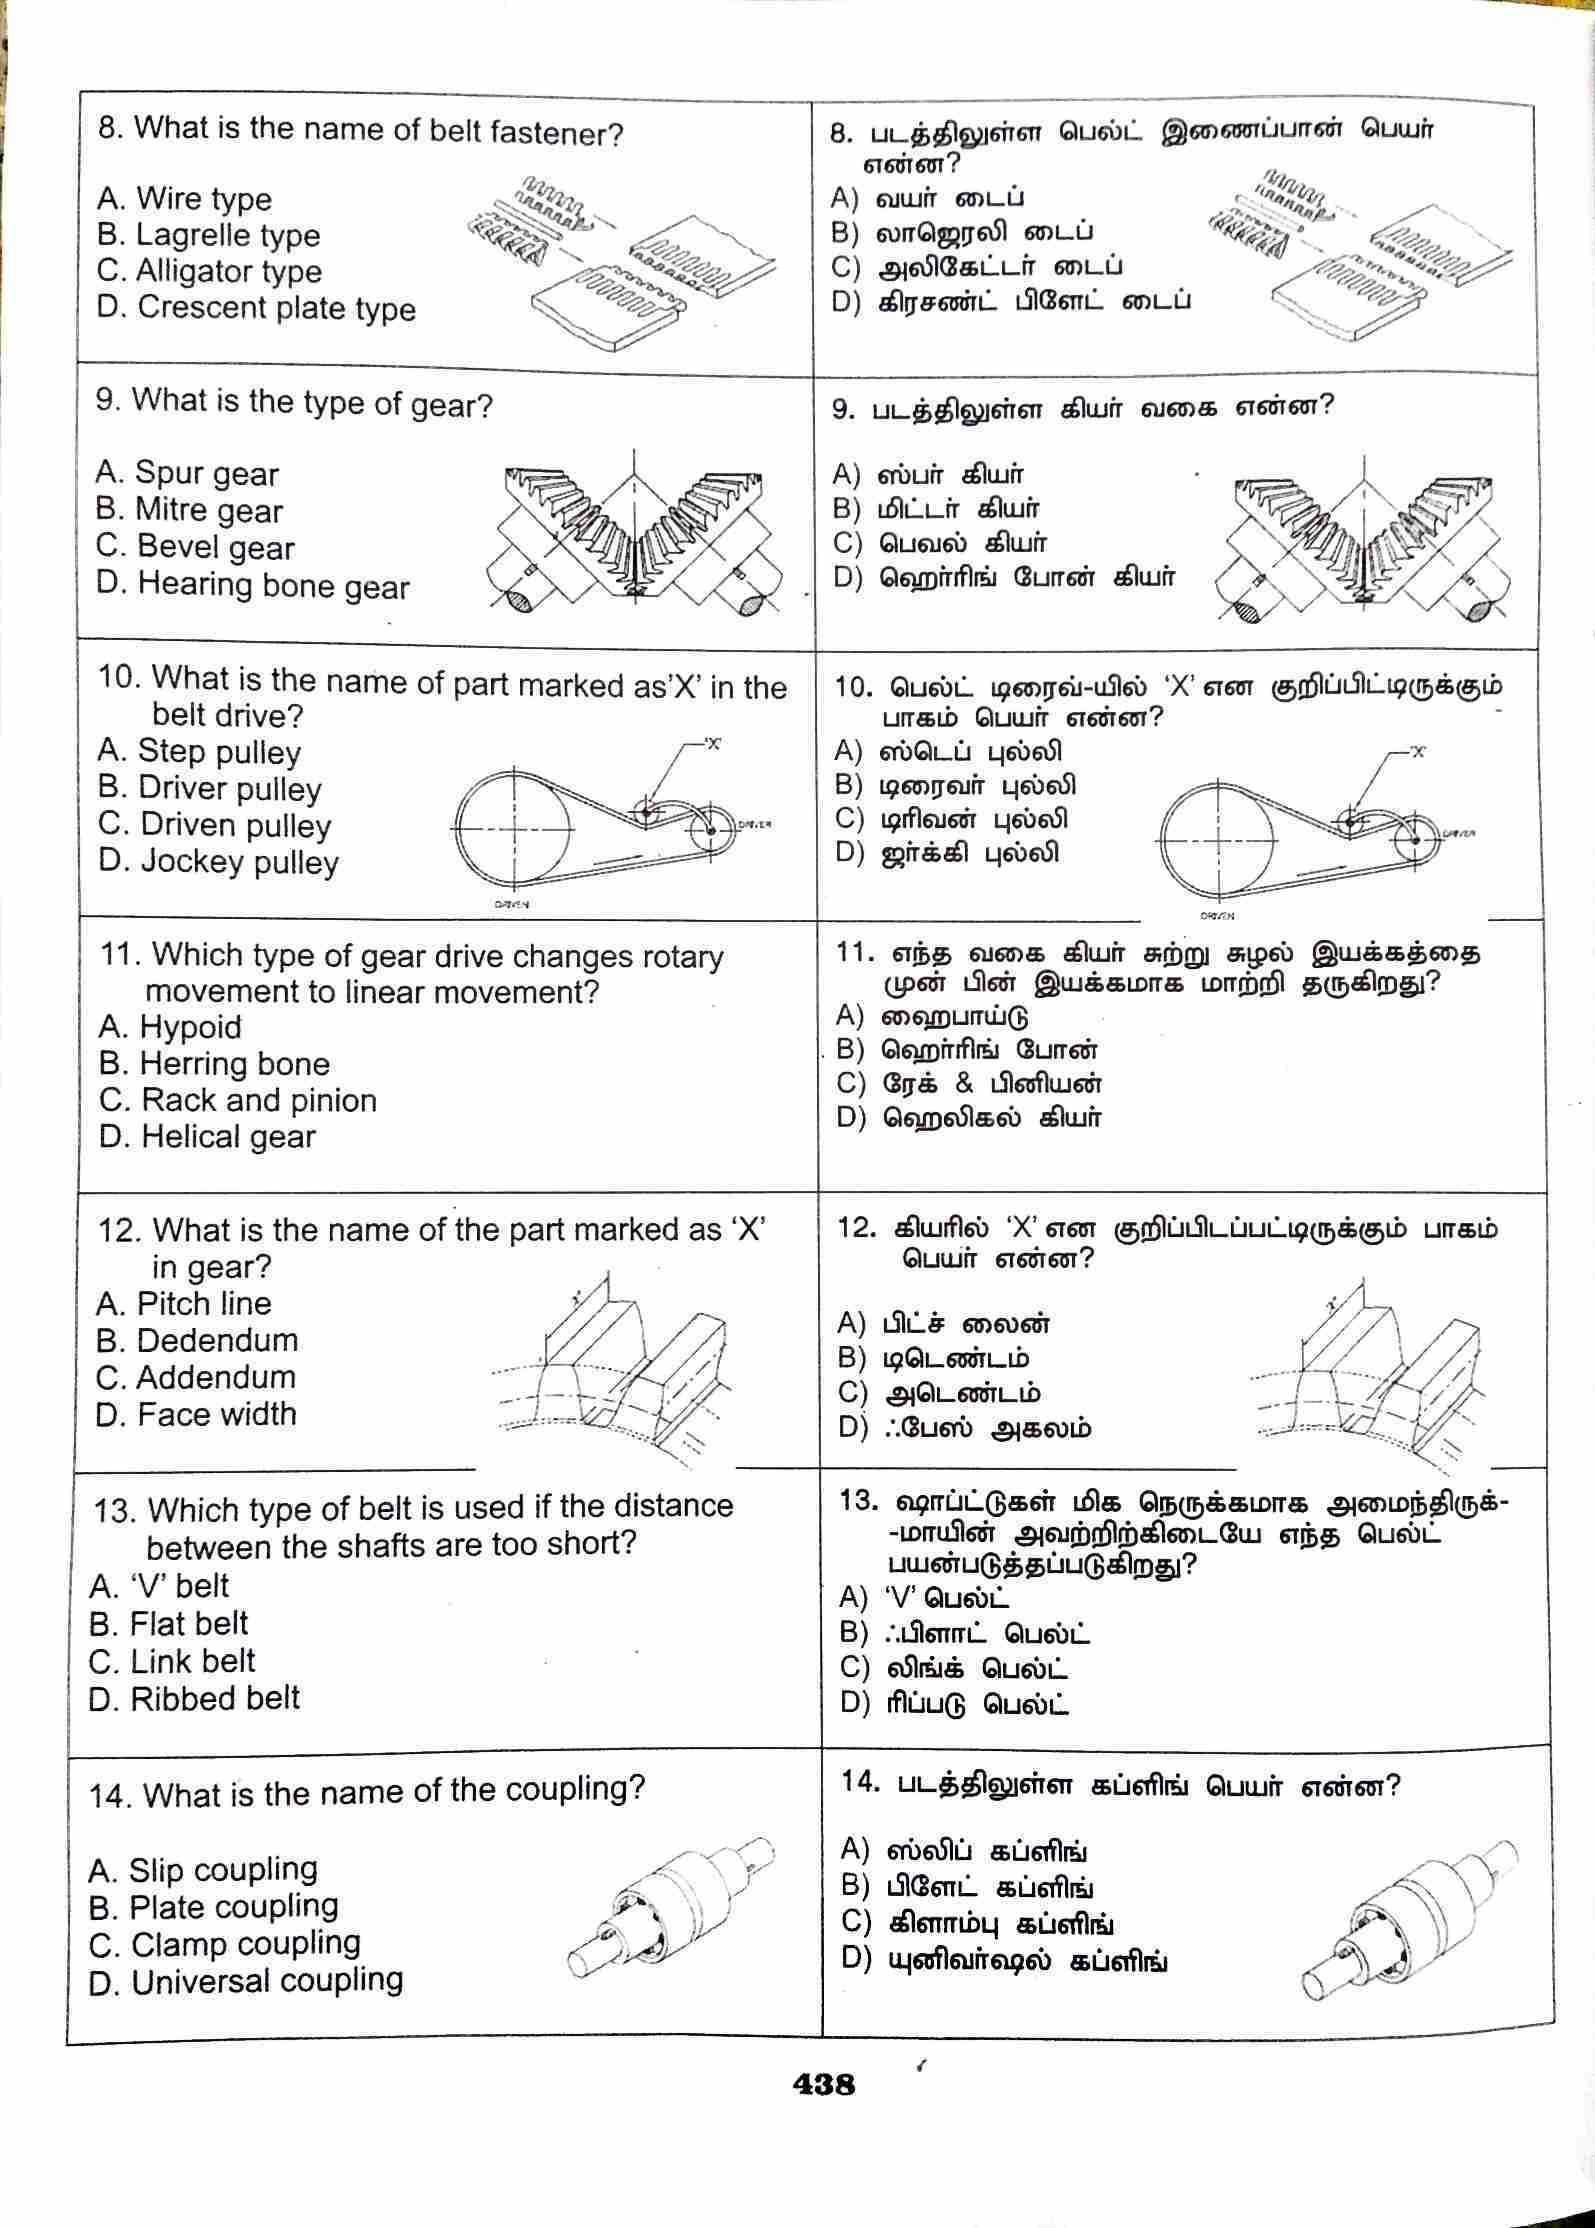 8. What is the name of belt fastener?
A. Wire type
B. Lagrelle type
C. Alligator type
D. Crescent plate type
8. படத்திலுள்ள பெல்ட் இணைப்பான் பெயர்
என்ன?
A) வயர் டைப்
B) லாஜெரலி டைப்
C) அலிகேட்டர் டைப்
D) கிரசண்ட் பிளேட் டைப்
9. What is the type of gear?
A. Spur gear
B. Mitre gear
C. Bevel gear
D. Hearing bone gear
9. படத்திலுள்ள கியர் வகை என்ன?
A) ஸ்பர் கியர்
B) மிட்டர் கியர்
C) பெவல் கியர்
D) ஹெர்ரிங் போன் கியர்
10. What is the name of part marked as'X' in the
belt drive?
A. Step pulley
B. Driver pulley
C. Driven pulley
D. Jockey pulley
'X'
DRIVER
DRIVEN
10. பெல்ட் டிரைவ்-யில் 'X' என குறிப்பிட்டிருக்கும்
பாகம் பெயர் என்ன?
A) ஸ்டெப் புல்லி
B) டிரைவர் புல்லி
C) டிரிவன் புல்லி
D) ஜர்க்கி புல்லி
'X'
DRIVER
DRIVEN
11. Which type of gear drive changes rotary
movement to linear movement?
A. Hypoid
B. Herring bone
C. Rack and pinion
D. Helical gear
11. எந்த வகை கியர் சுற்று சுழல் இயக்கத்தை
முன் பின் இயக்கமாக மாற்றி தருகிறது?
A) ஹைபாய்டு
B) ஹெர்ரிங் போன்
C) ரேக் & பினியன்
D) ஹெலிகல் கியர்
12. What is the name of the part marked as 'X'
in gear?
A. Pitch line
B. Dedendum
C. Addendum
D. Face width
'X'
12. கியரில் 'X' என குறிப்பிடப்பட்டிருக்கும் பாகம்
பெயர் என்ன?
A) பிட்ச் லைன்
B) டிடெண்டம்
C) அடெண்டம்
D) ஃபேஸ் அகலம்
'X'
13. Which type of belt is used if the distance
between the shafts are too short?
A. 'V' belt
B. Flat belt
C. Link belt
D. Ribbed belt
13. ஷாப்ட்டுகள் மிக நெருக்கமாக அமைந்திருக்-
-மாயின் அவற்றிற்கிடையே எந்த பெல்ட்
பயன்படுத்தப்படுகிறது?
A) 'V' பெல்ட்
B) ஃபிளாட் பெல்ட்
C) லிங்க் பெல்ட்
D) ரிப்படு பெல்ட்
14. What is the name of the coupling?
A. Slip coupling
B. Plate coupling
C. Clamp coupling
D. Universal coupling
14. படத்திலுள்ள கப்ளிங் பெயர் என்ன?
A) ஸ்லிப் கப்ளிங்
B) பிளேட் கப்ளிங்
C) கிளாம்பு கப்ளிங்
D) யுனிவர்ஷல் கப்ளிங்
438